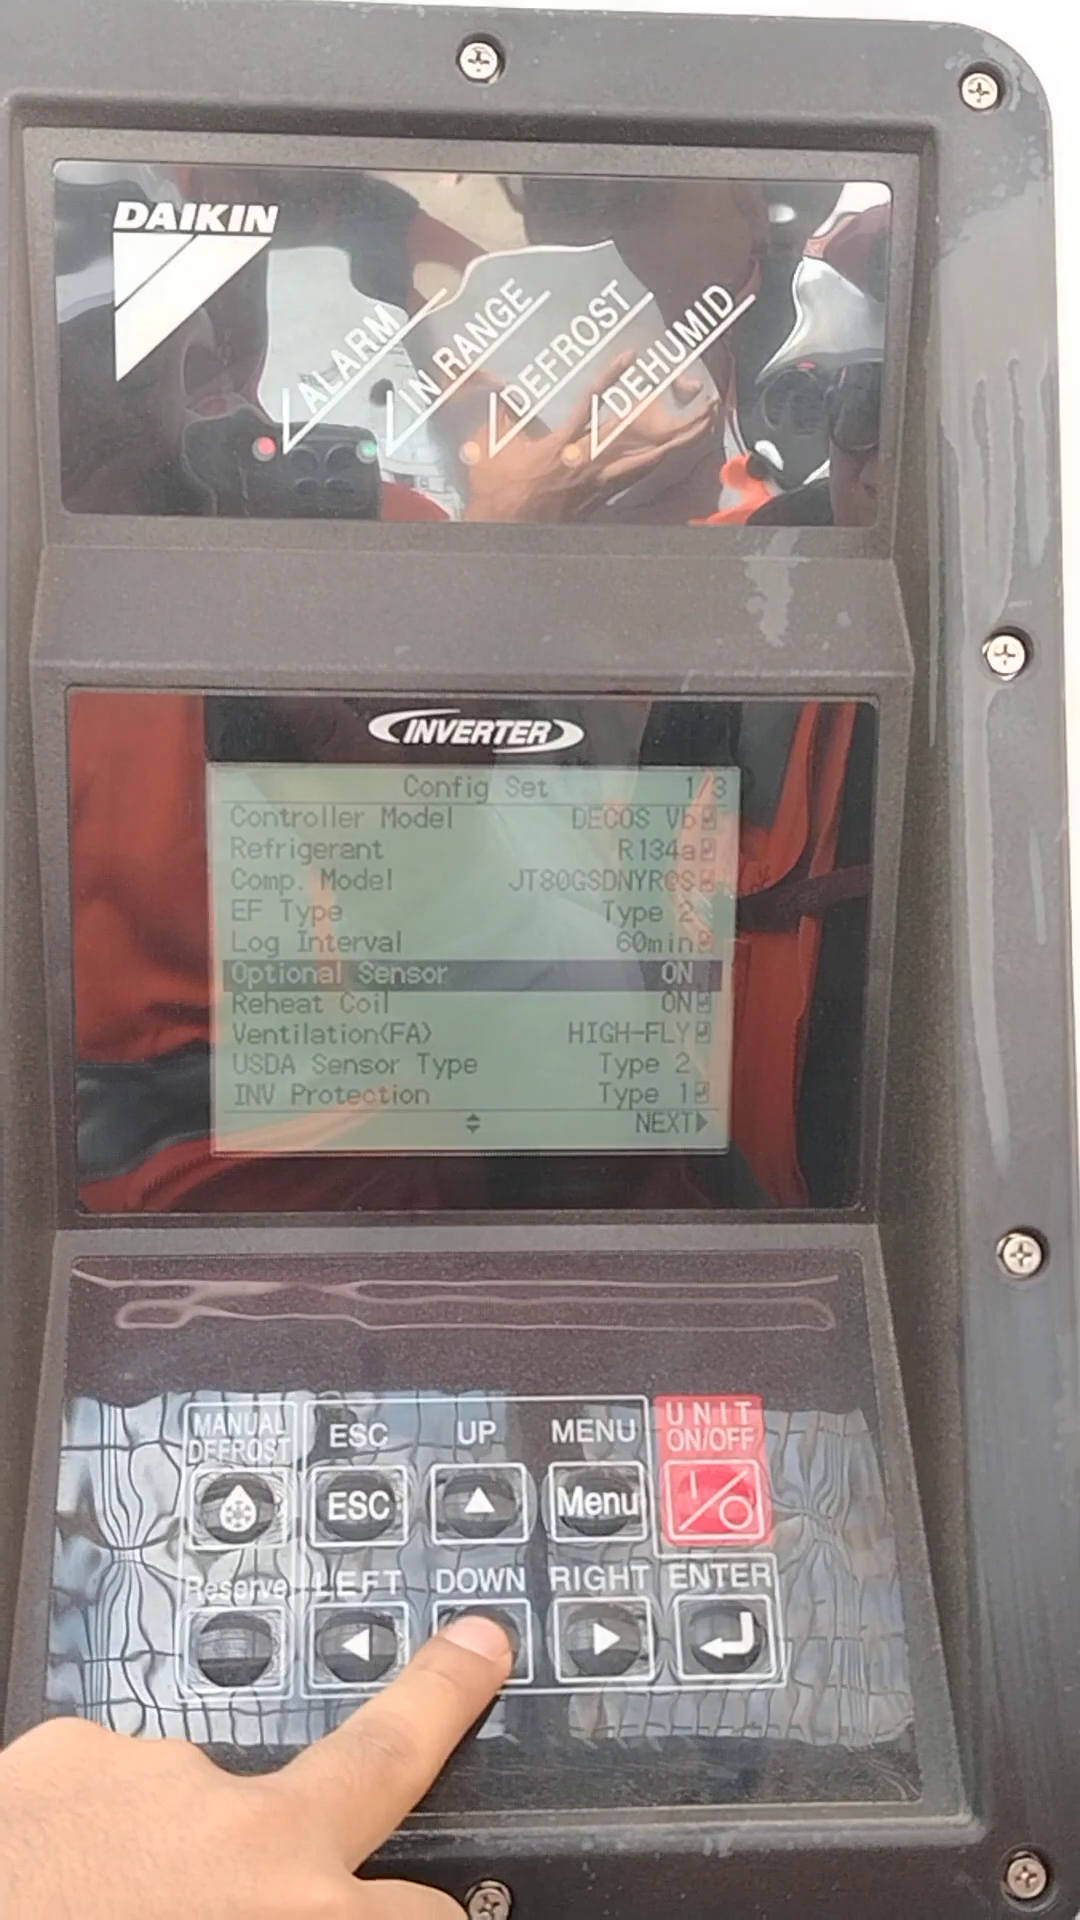 DAIKIN
ALARM
IN RANGE
DEFROST
DEHUMID
INVERTER
Config Set 1/3
Controller Model DECOS Vb
Refrigerant R134a
Comp. Model JT80GSDNYRQS
EF Type Type 2
Log Interval 60min
Optional Sensor ON
Reheat Coil ON
Ventilation(FA) HIGH-FLY
USDA Sensor Type Type 2
INV Protection Type 1
NEXT
MANUAL DEFROST
ESC
UP
MENU
UNIT ON/OFF
ESC
Menu
Reserve
LEFT
DOWN
RIGHT
ENTER